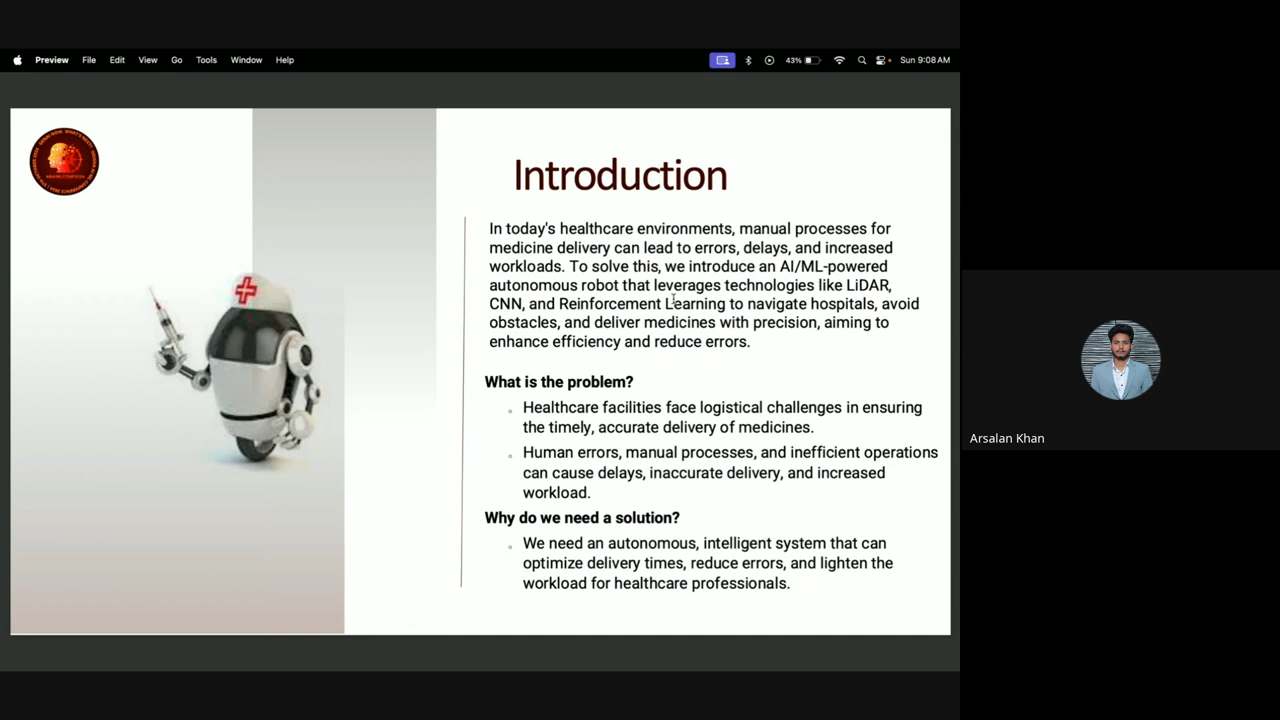 Preview File Edit View Go Tools Window Help 43% Sun 9:08 AM
Introduction
In today's healthcare environments, manual processes for
medicine delivery can lead to errors, delays, and increased
workloads. To solve this, we introduce an AI/ML-powered
autonomous robot that leverages technologies like LiDAR,
CNN, and Reinforcement Learning to navigate hospitals, avoid
obstacles, and deliver medicines with precision, aiming to
enhance efficiency and reduce errors.
What is the problem?
Healthcare facilities face logistical challenges in ensuring
the timely, accurate delivery of medicines.
Human errors, manual processes, and inefficient operations
can cause delays, inaccurate delivery, and increased
workload.
Why do we need a solution?
We need an autonomous, intelligent system that can
optimize delivery times, reduce errors, and lighten the
workload for healthcare professionals.
Arsalan Khan